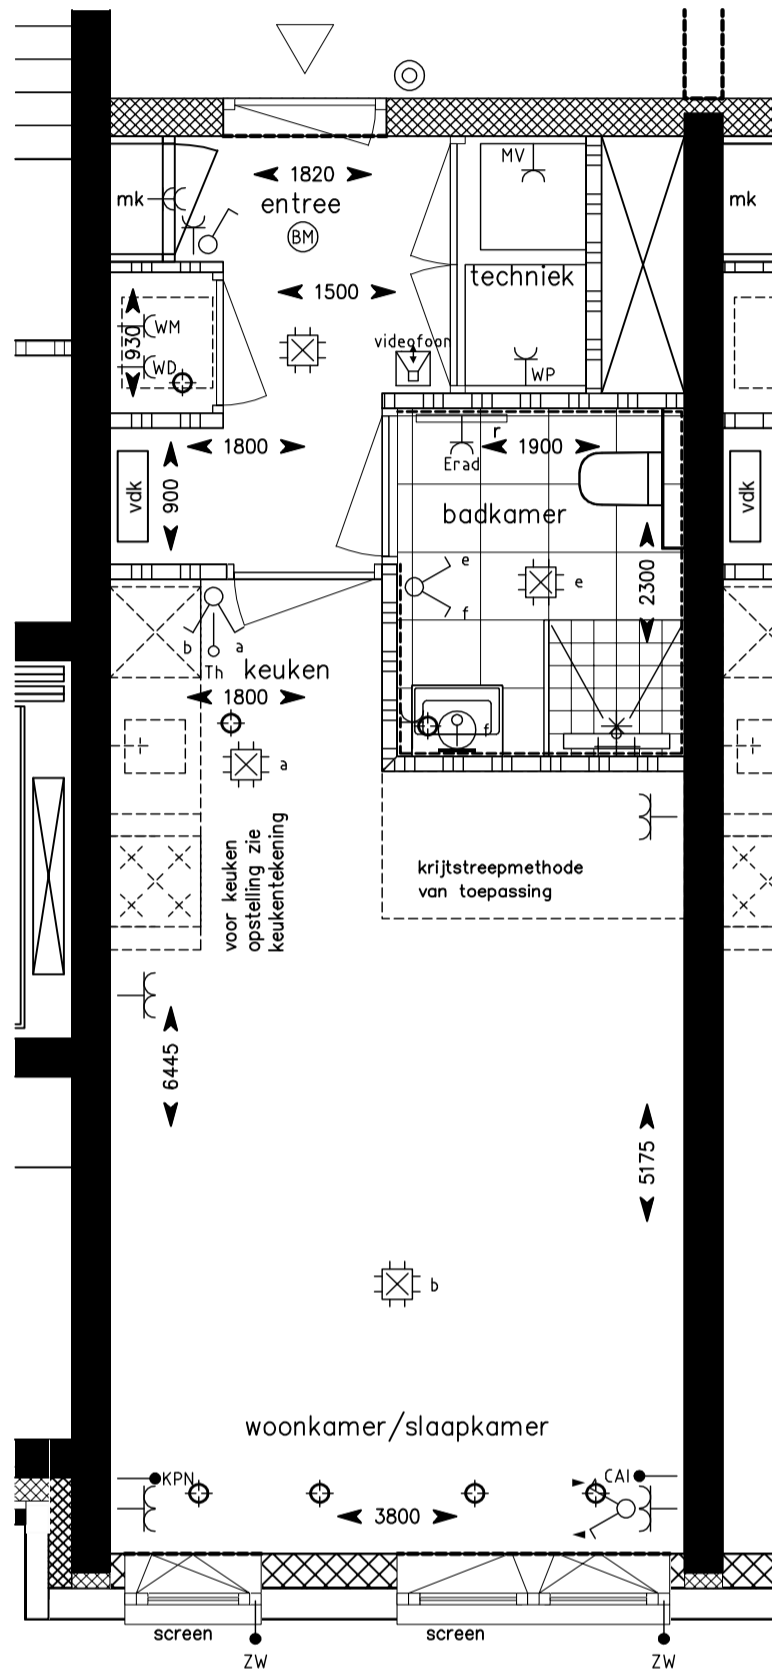 MV
1820
entree
mk
mk
BM
techniek
1500
WM
930
WD
videofoon
WP
r
1800
1900
Erad
vdk
900
vdk
badkamer
e
e
2300
f
b
a
Th
keuken
1800
f
a
voor keuken
opstelling zie
keukentekening
krijtstreepmethode
van toepassing
6445
5175
b
woonkamer/slaapkamer
KPN
CAI
3800
screen
screen
ZW
ZW